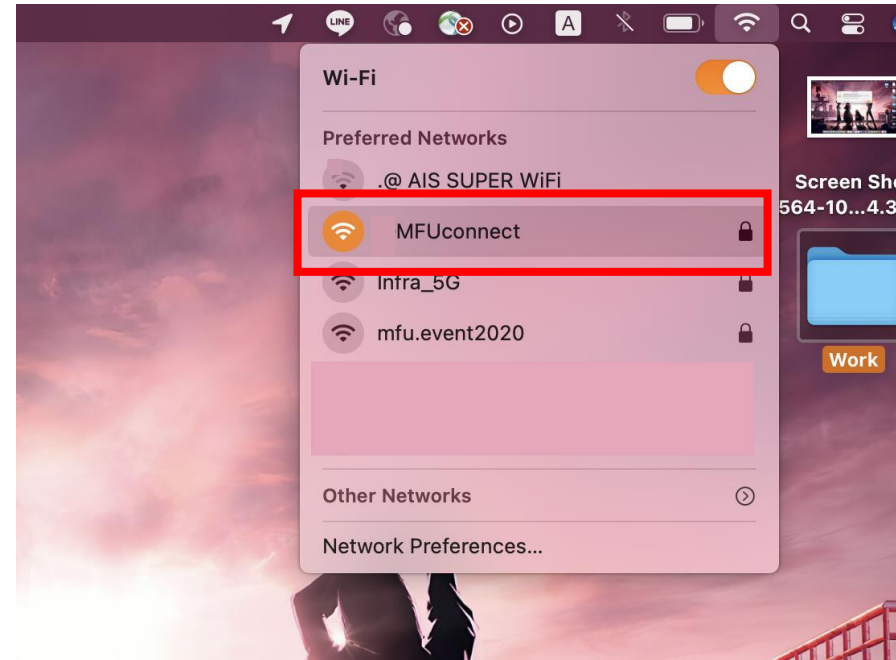 LINE
A
Wi-Fi
Preferred Networks
.@ AIS SUPER WiFi
MFUconnect
Infra_5G
mfu.event2020
Other Networks
Network Preferences...
Screen Sh
564-10...4.3
Work